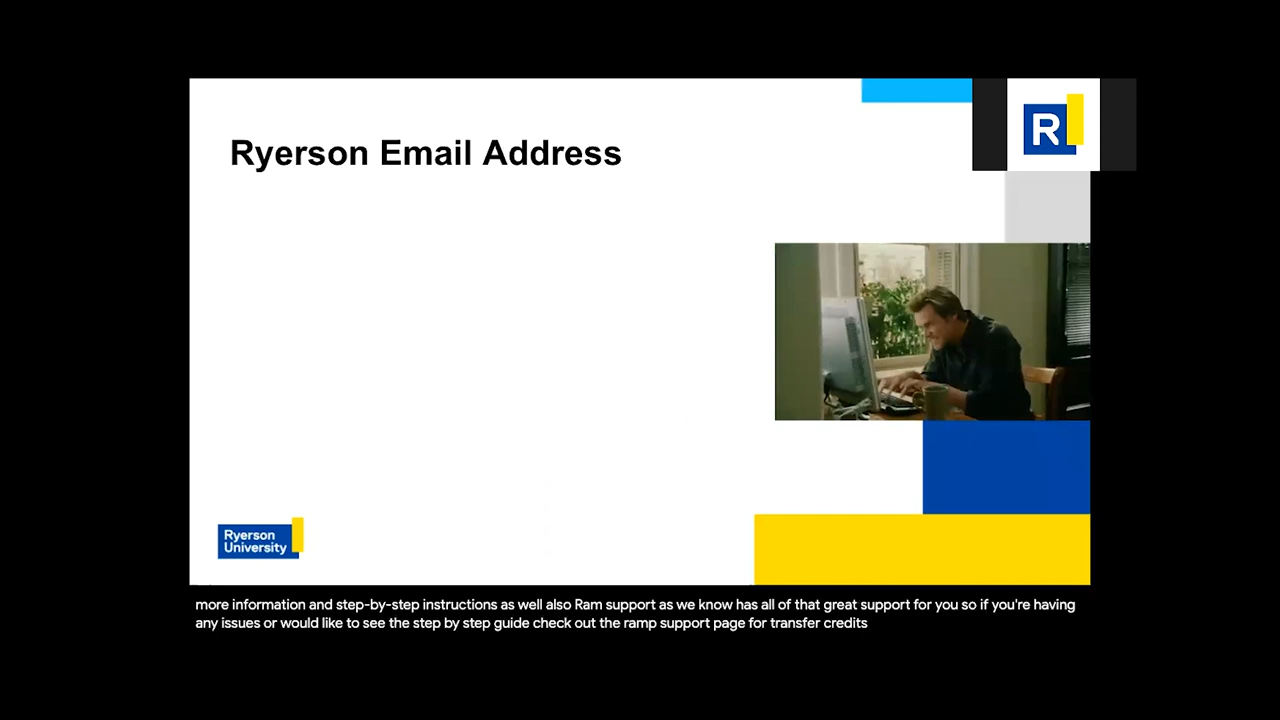 Ryerson Email Address
R
Ryerson
University
more information and step-by-step instructions as well also Ram support as we know has all of that great support for you so if you're having
any issues or would like to see the step by step guide check out the ramp support page for transfer credits